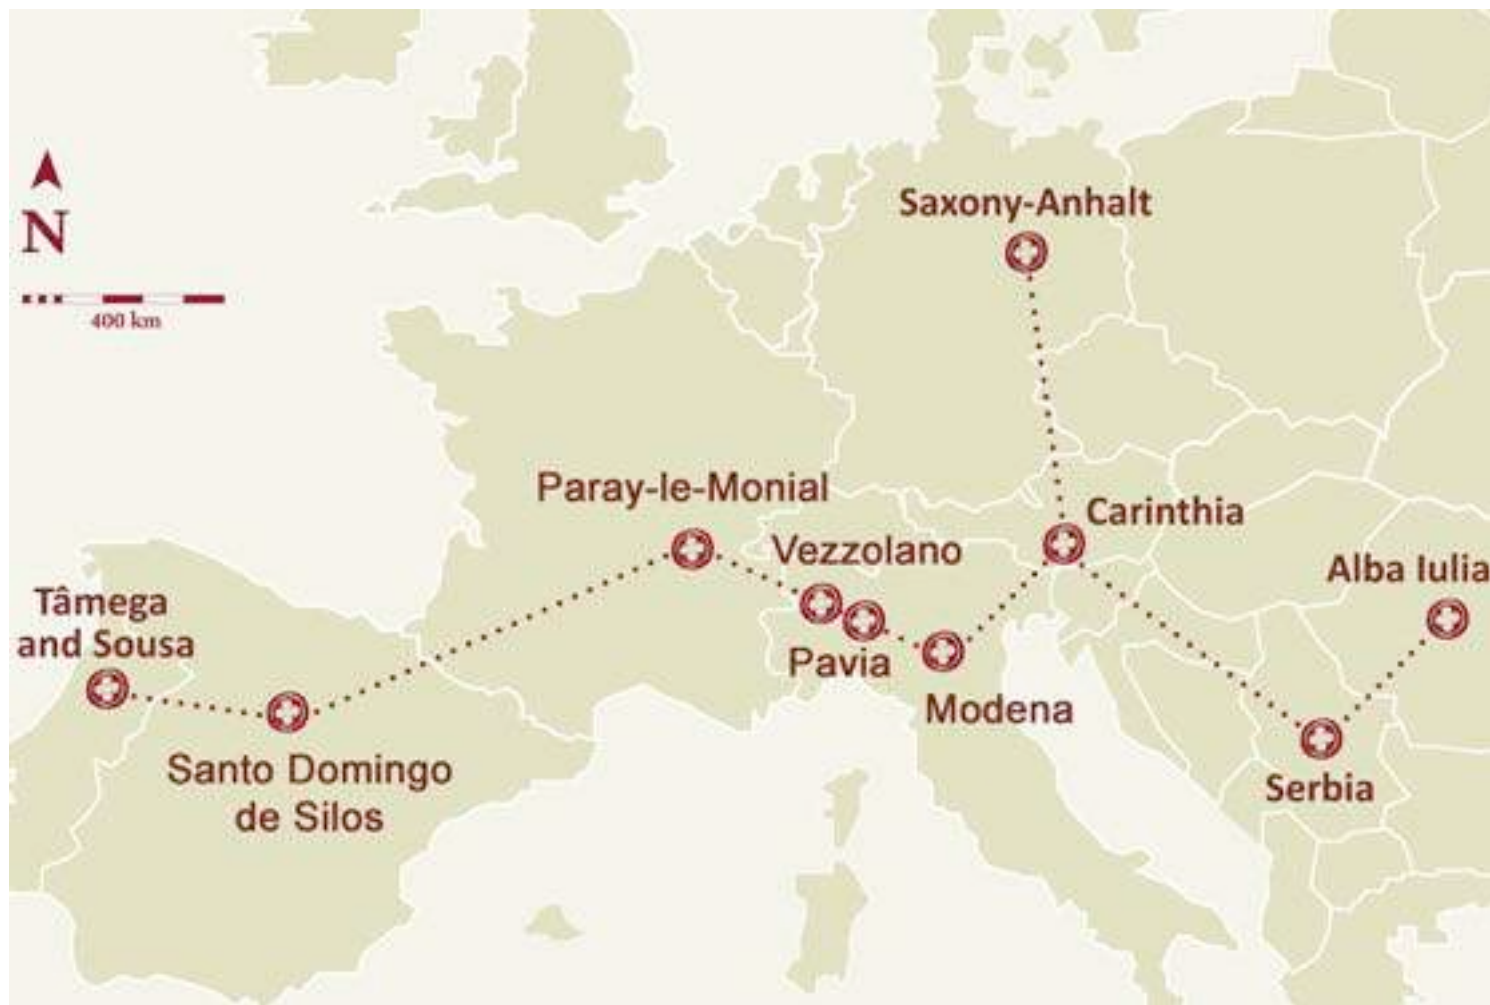 Saxony-Anhalt
N
400 km
Paray-le-Monial
Carinthia
Vezzolano
Alba Iulia
Tâmega
and Sousa
Pavia
Modena
Santo Domingo
de Silos
Serbia